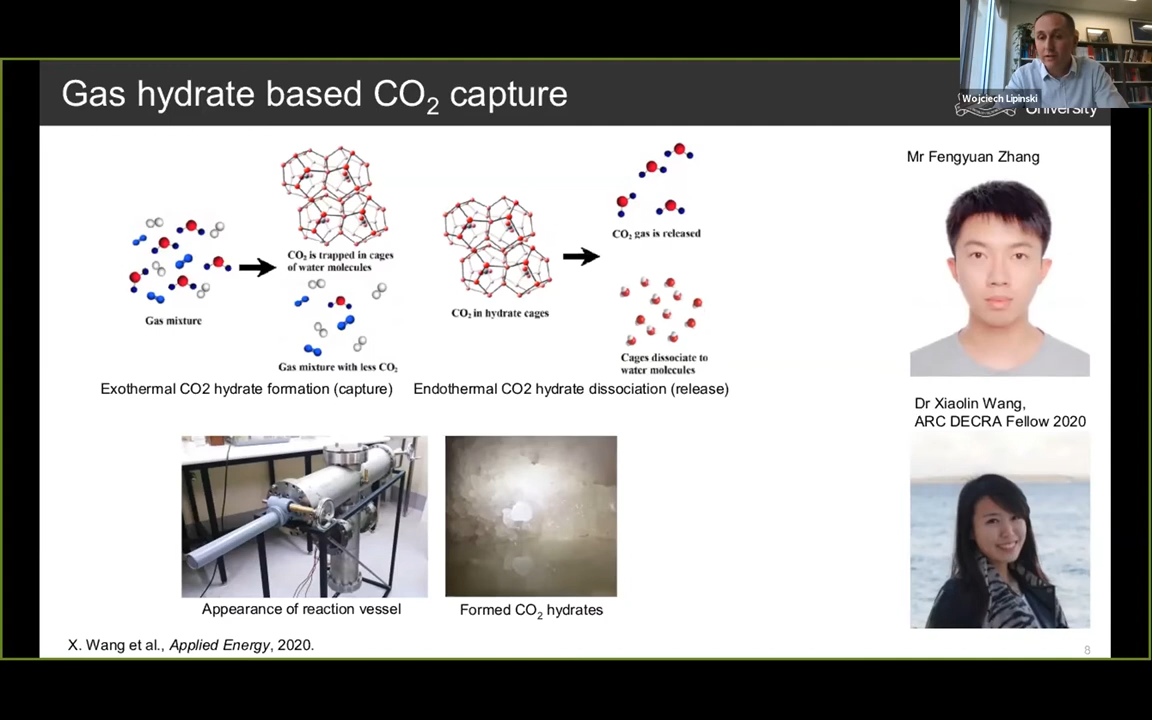 Gas hydrate based CO2 capture
Wojciech Lipinski
University
Mr Fengyuan Zhang
CO2 is trapped in cages
of water molecules
CO2 gas is released
Gas mixture
CO2 in hydrate cages
Gas mixture with less CO2
Cages dissociate to
water molecules
Exothermal CO2 hydrate formation (capture)
Endothermal CO2 hydrate dissociation (release)
Dr Xiaolin Wang,
ARC DECRA Fellow 2020
Appearance of reaction vessel
Formed CO2 hydrates
X. Wang et al., Applied Energy, 2020.
8